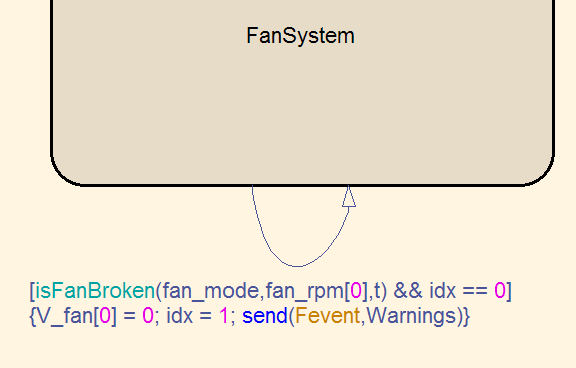 FanSystem
[isFanBroken(fan_mode,fan_rpm[0],t) && idx == 0]
{V_fan[0] = 0; idx = 1; send(Fevent,Warnings)}